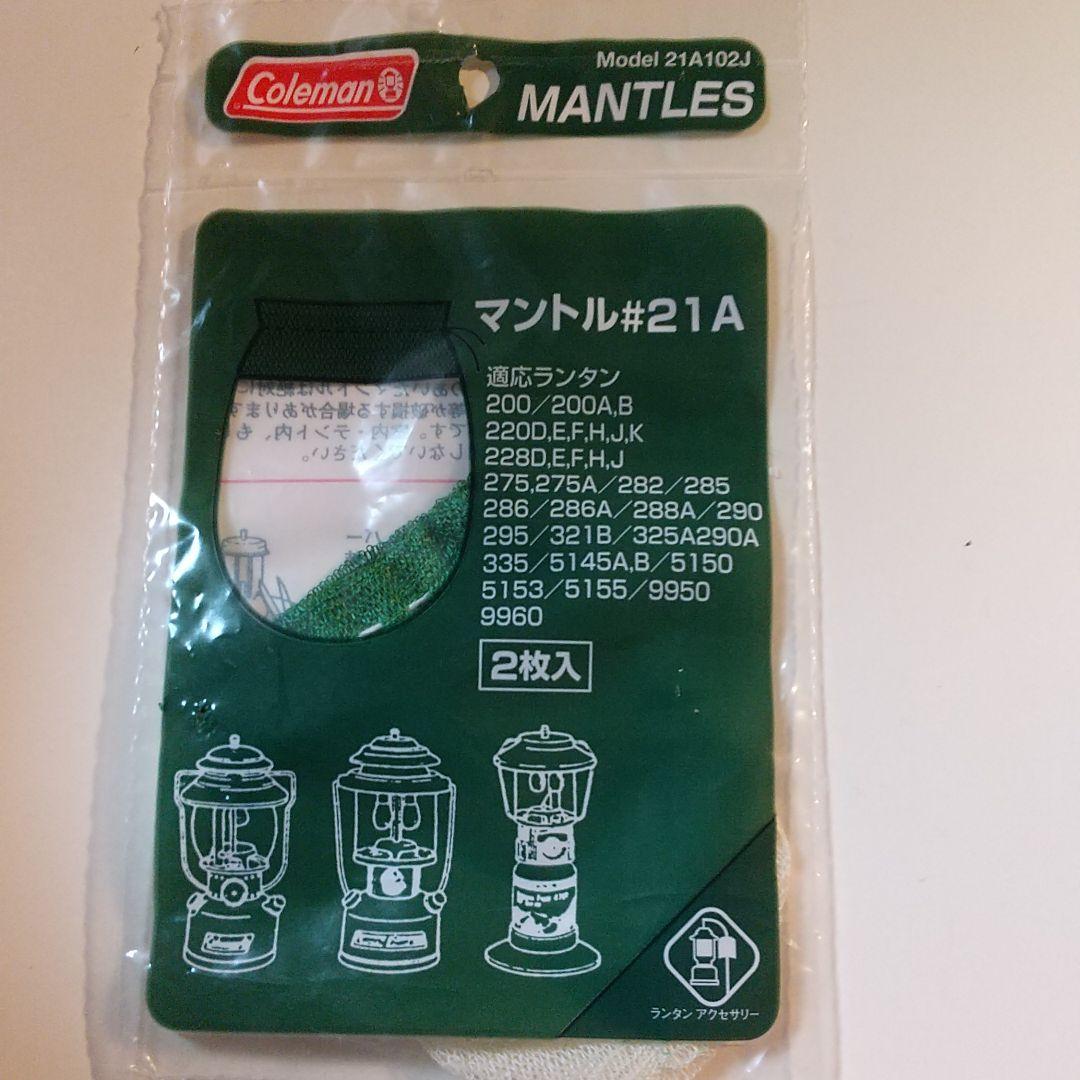 Coleman
Model 21A102J
MANTLES
マントル#21A
適応ランタン
200／200A,B
220D,E,F,H,J,K
228D,E,F,H,J
275,275A／282／285
286／286A／288A／290
295／321B／325A290A
335／5145A,B／5150
5153／5155／9950
9960
2枚入
ランタン アクセサリー